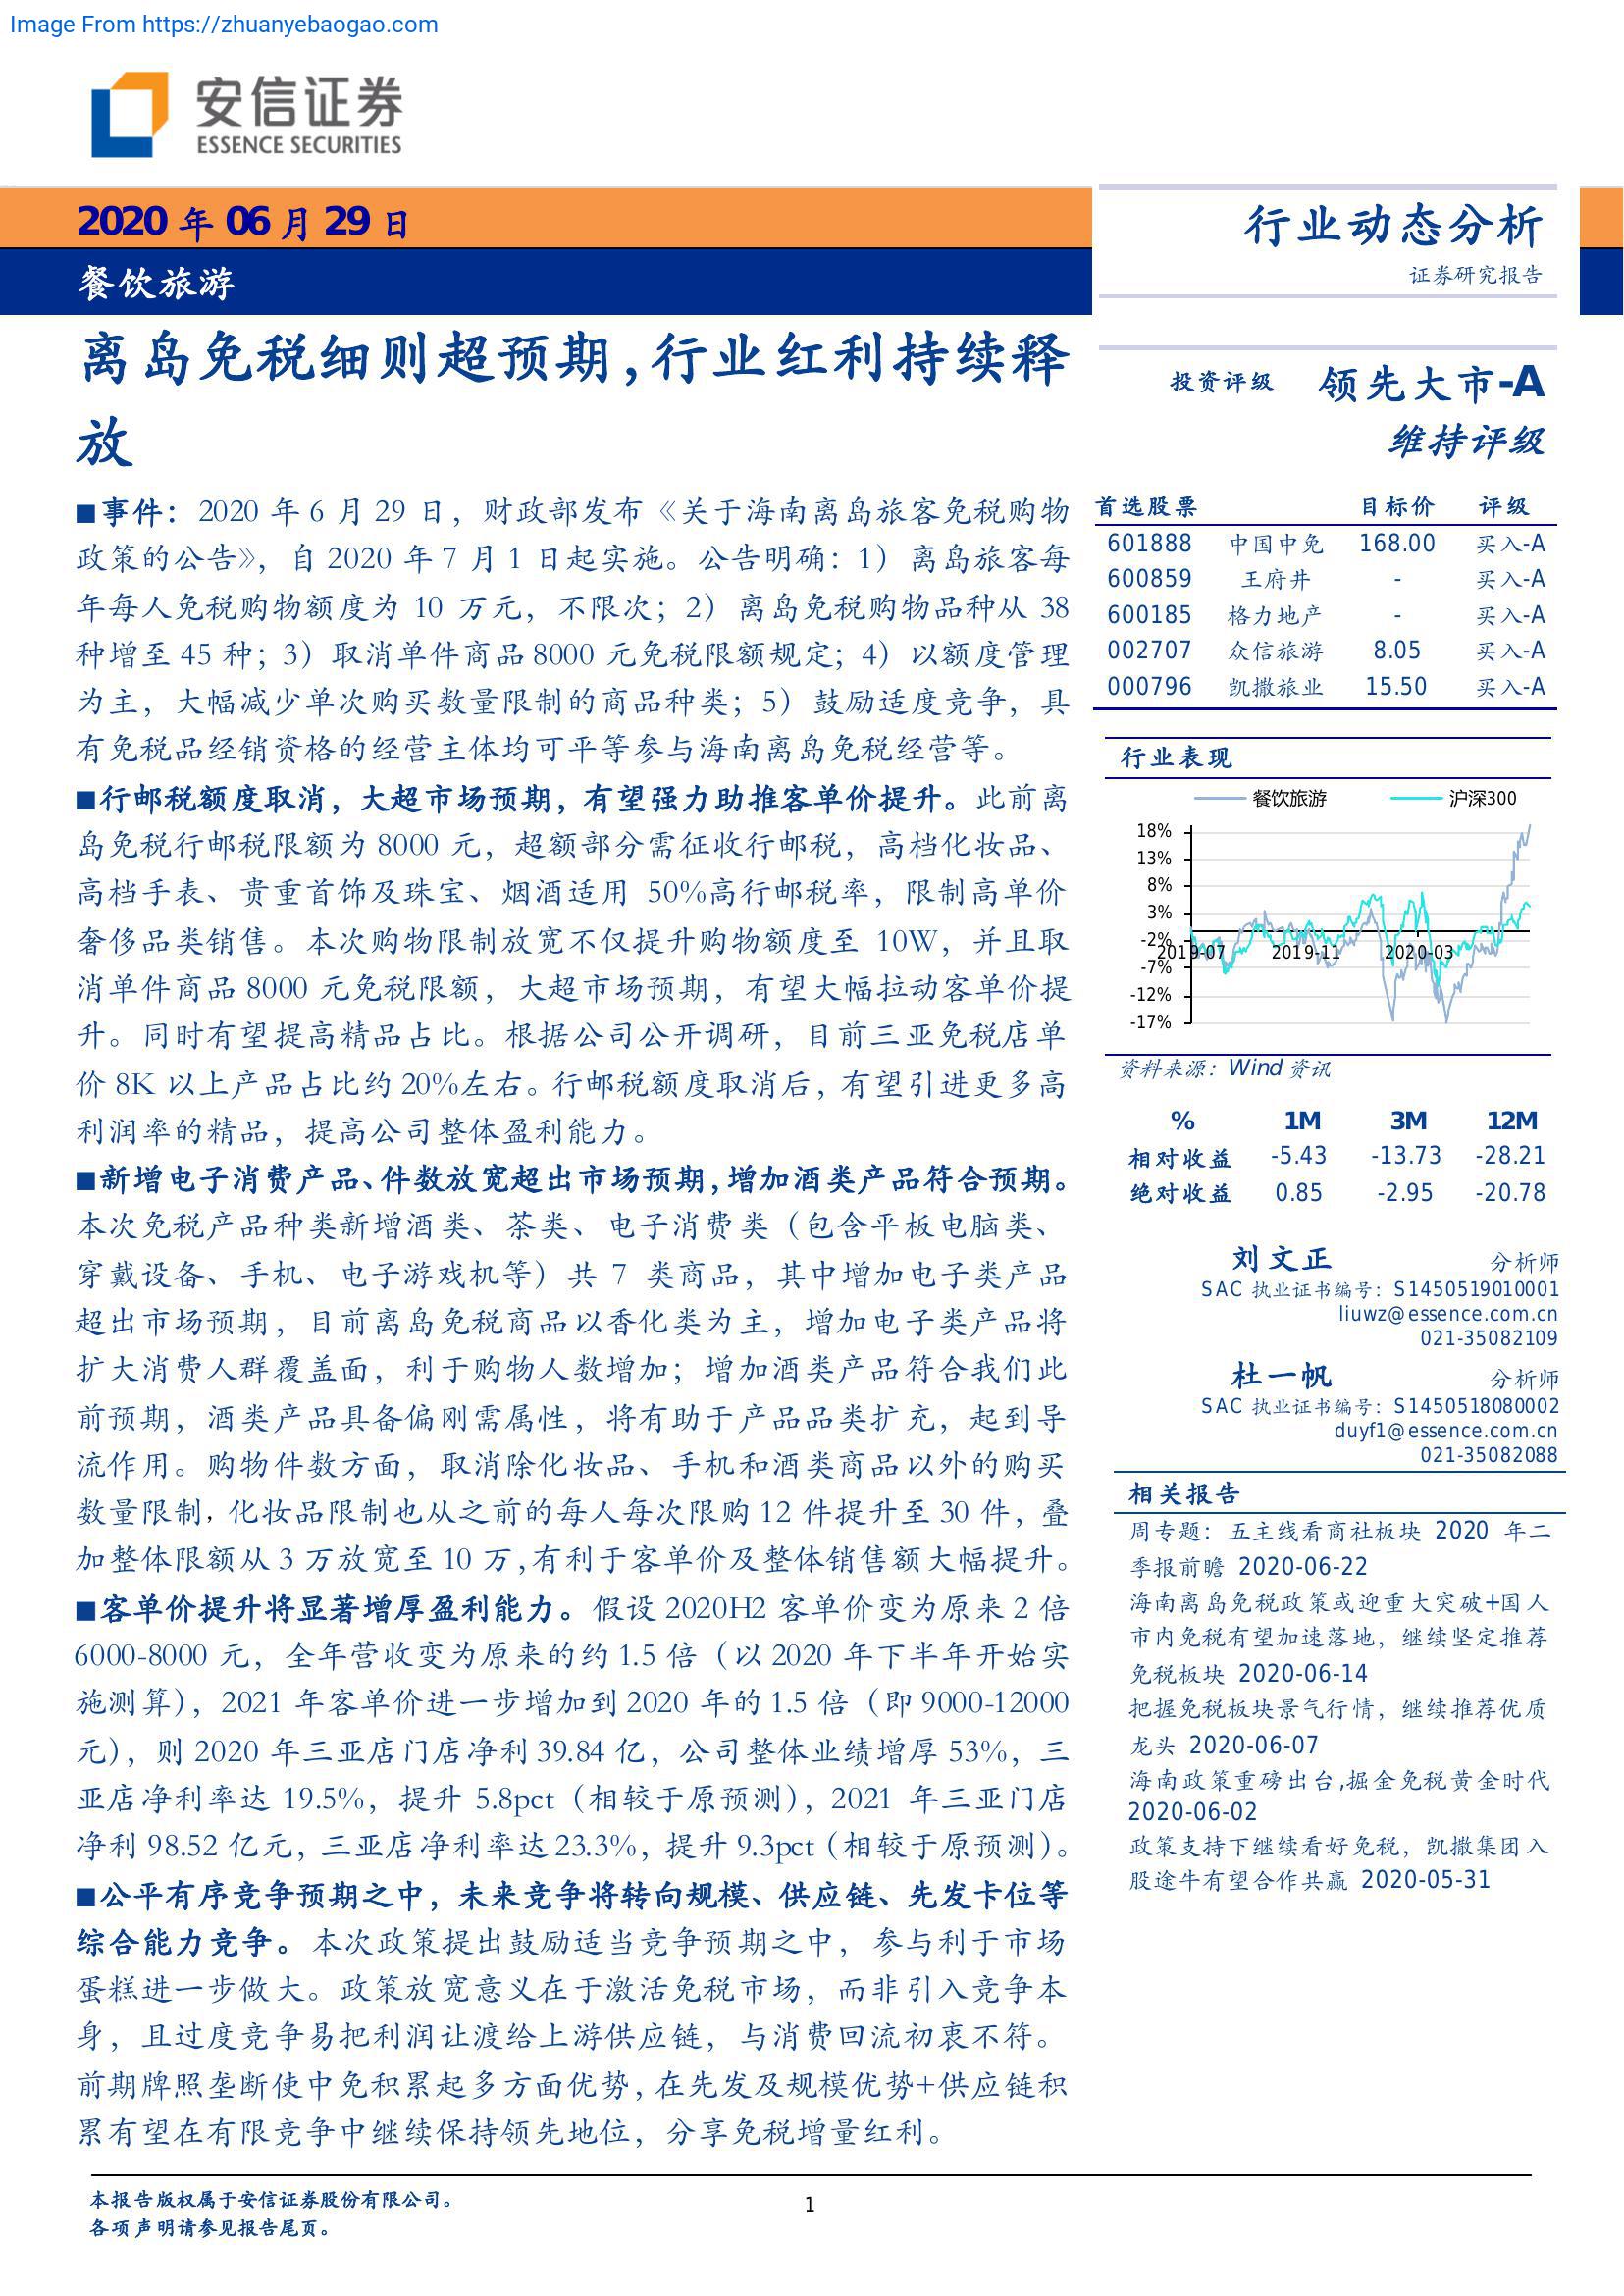 Image From https://zhuanyebaogao.com
安信证券
ESSENCE SECURITIES
2020 年 06 月 29 日
餐饮旅游
行业动态分析
证券研究报告
离岛免税细则超预期,行业红利持续释
放
■事件：2020 年 6 月 29 日，财政部发布《关于海南离岛旅客免税购物
政策的公告》，自 2020 年 7 月 1 日起实施。公告明确：1）离岛旅客每
年每人免税购物额度为 10 万元，不限次；2）离岛免税购物品种从 38
种增至 45 种；3）取消单件商品 8000 元免税限额规定；4）以额度管理
为主，大幅减少单次购买数量限制的商品种类；5）鼓励适度竞争，具
有免税品经销资格的经营主体均可平等参与海南离岛免税经营等。
■行邮税额度取消，大超市场预期，有望强力助推客单价提升。此前离
岛免税行邮税限额为 8000 元，超额部分需征收行邮税，高档化妆品、
高档手表、贵重首饰及珠宝、烟酒适用 50%高行邮税率，限制高单价
奢侈品类销售。本次购物限制放宽不仅提升购物额度至 10W，并且取
消单件商品 8000 元免税限额，大超市场预期，有望大幅拉动客单价提
升。同时有望提高精品占比。根据公司公开调研，目前三亚免税店单
价 8K 以上产品占比约 20%左右。行邮税额度取消后，有望引进更多高
利润率的精品，提高公司整体盈利能力。
■新增电子消费产品、件数放宽超出市场预期,增加酒类产品符合预期。
本次免税产品种类新增酒类、茶类、电子消费类（包含平板电脑类、
穿戴设备、手机、电子游戏机等）共 7 类商品，其中增加电子类产品
超出市场预期，目前离岛免税商品以香化类为主，增加电子类产品将
扩大消费人群覆盖面，利于购物人数增加；增加酒类产品符合我们此
前预期，酒类产品具备偏刚需属性，将有助于产品品类扩充，起到导
流作用。购物件数方面，取消除化妆品、手机和酒类商品以外的购买
数量限制，化妆品限制也从之前的每人每次限购 12 件提升至 30 件，叠
加整体限额从 3 万放宽至 10 万,有利于客单价及整体销售额大幅提升。
■客单价提升将显著增厚盈利能力。假设 2020H2 客单价变为原来 2 倍
6000-8000 元，全年营收变为原来的约 1.5 倍（以 2020 年下半年开始实
施测算），2021 年客单价进一步增加到 2020 年的 1.5 倍（即 9000-12000
元），则 2020 年三亚店门店净利 39.84 亿，公司整体业绩增厚 53%，三
亚店净利率达 19.5%，提升 5.8pct（相较于原预测），2021 年三亚门店
净利 98.52 亿元，三亚店净利率达 23.3%，提升 9.3pct（相较于原预测）。
■公平有序竞争预期之中，未来竞争将转向规模、供应链、先发卡位等
综合能力竞争。本次政策提出鼓励适当竞争预期之中，参与利于市场
蛋糕进一步做大。政策放宽意义在于激活免税市场，而非引入竞争本
身，且过度竞争易把利润让渡给上游供应链，与消费回流初衷不符。
前期牌照垄断使中免积累起多方面优势，在先发及规模优势+供应链积
累有望在有限竞争中继续保持领先地位，分享免税增量红利。
投资评级 领先大市-A
维持评级
首选股票 目标价 评级
601888 中国中免 168.00 买入-A
600859 王府井 - 买入-A
600185 格力地产 - 买入-A
002707 众信旅游 8.05 买入-A
000796 凯撒旅业 15.50 买入-A
行业表现
餐饮旅游 沪深300
18%
13%
8%
3%
-2%
2019-07 2019-11 2020-03
-7%
-12%
-17%
资料来源：Wind 资讯
% 1M 3M 12M
相对收益 -5.43 -13.73 -28.21
绝对收益 0.85 -2.95 -20.78
刘文正 分析师
SAC 执业证书编号：S1450519010001
liuwz@essence.com.cn
021-35082109
杜一帆 分析师
SAC 执业证书编号：S1450518080002
duyf1@essence.com.cn
021-35082088
相关报告
周专题：五主线看商社板块 2020 年二
季报前瞻 2020-06-22
海南离岛免税政策或迎重大突破+国人
市内免税有望加速落地，继续坚定推荐
免税板块 2020-06-14
把握免税板块景气行情，继续推荐优质
龙头 2020-06-07
海南政策重磅出台,掘金免税黄金时代
2020-06-02
政策支持下继续看好免税，凯撒集团入
股途牛有望合作共赢 2020-05-31
本报告版权属于安信证券股份有限公司。
各项声明请参见报告尾页。
1